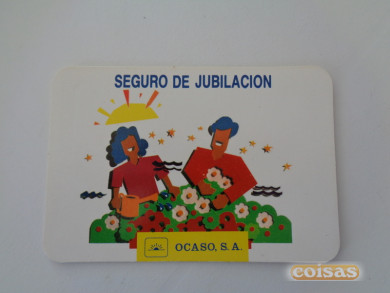 SEGURO DE JUBILACION
OCASO, S.A.
coisas